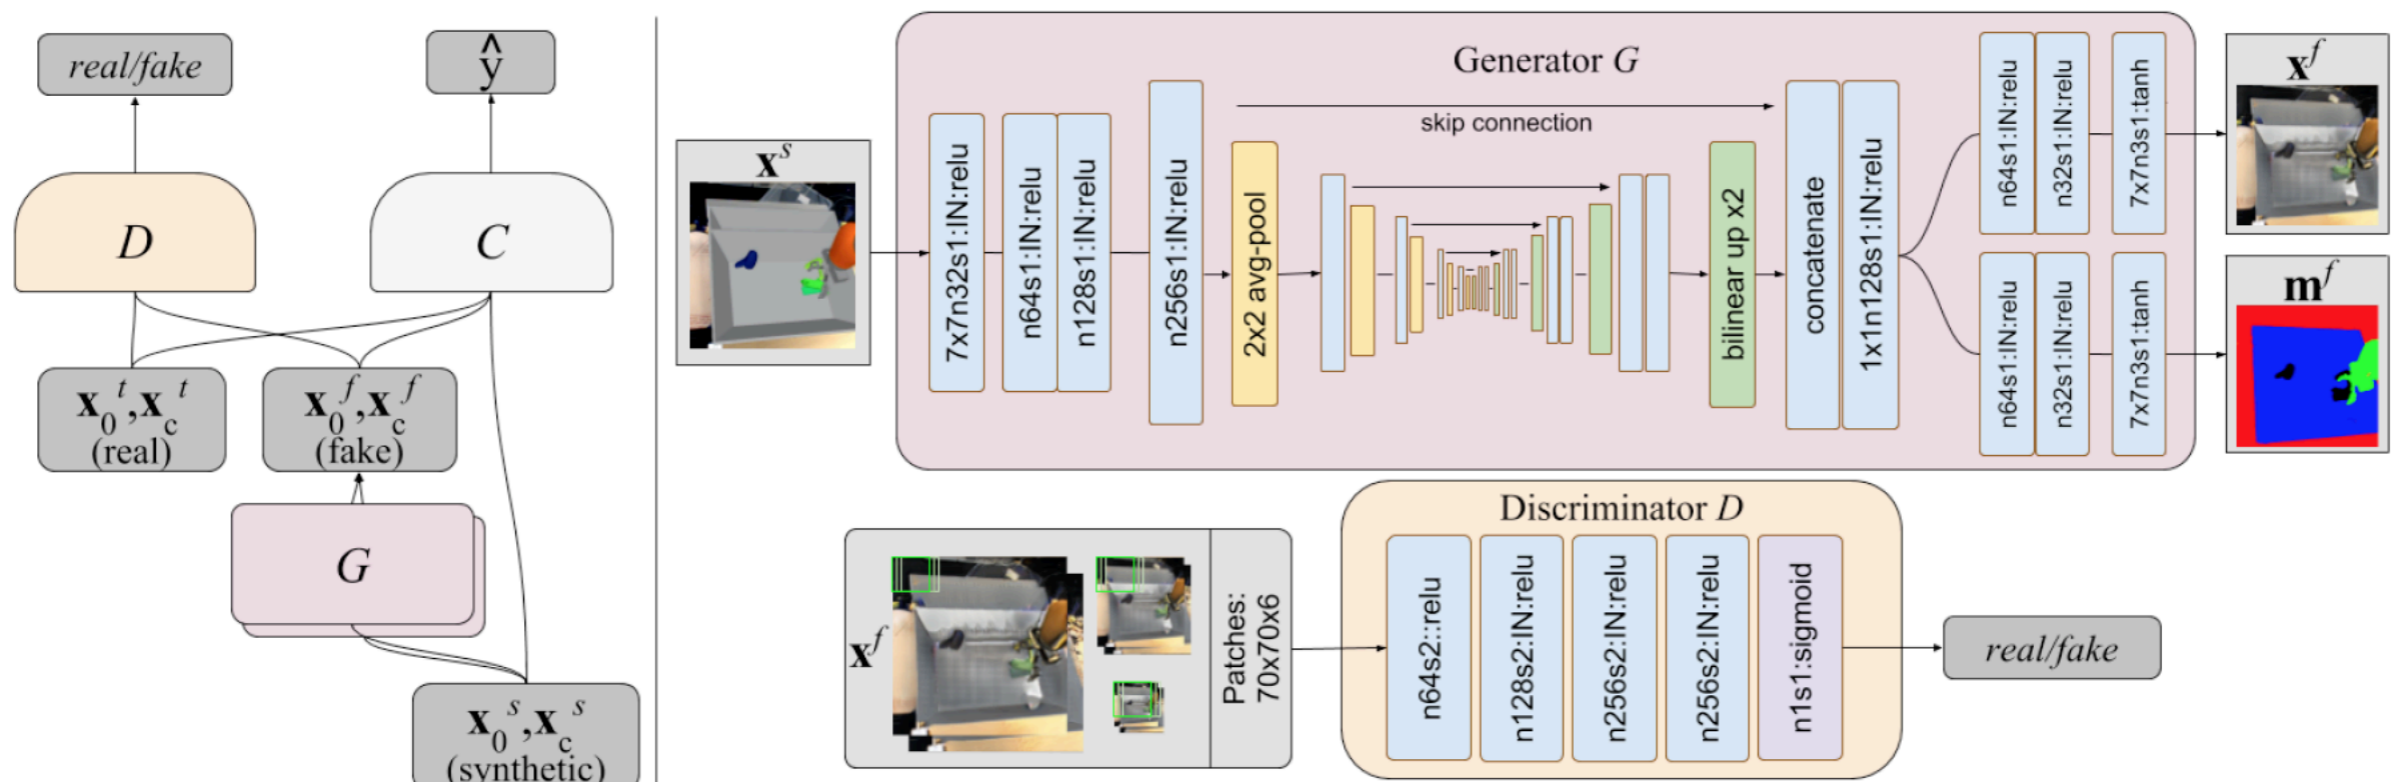 real/fake
ŷ
D
C
x₀ᵗ,x_cᵗ
(real)
x₀ᶠ,x_cᶠ
(fake)
G
x₀ˢ,x_cˢ
(synthetic)
Generator G
xˢ
7x7n32s1:IN:relu
n64s1:IN:relu
n128s1:IN:relu
n256s1:IN:relu
2x2 avg-pool
skip connection
bilinear up x2
concatenate
1x1n128s1:IN:relu
n64s1:IN:relu
n32s1:IN:relu
7x7n3s1:tanh
xᶠ
n64s1:IN:relu
n32s1:IN:relu
7x7n3s1:tanh
mᶠ
Discriminator D
xᶠ
Patches:
70x70x6
n64s2::relu
n128s2:IN:relu
n256s2:IN:relu
n256s2:IN:relu
n1s1:sigmoid
real/fake